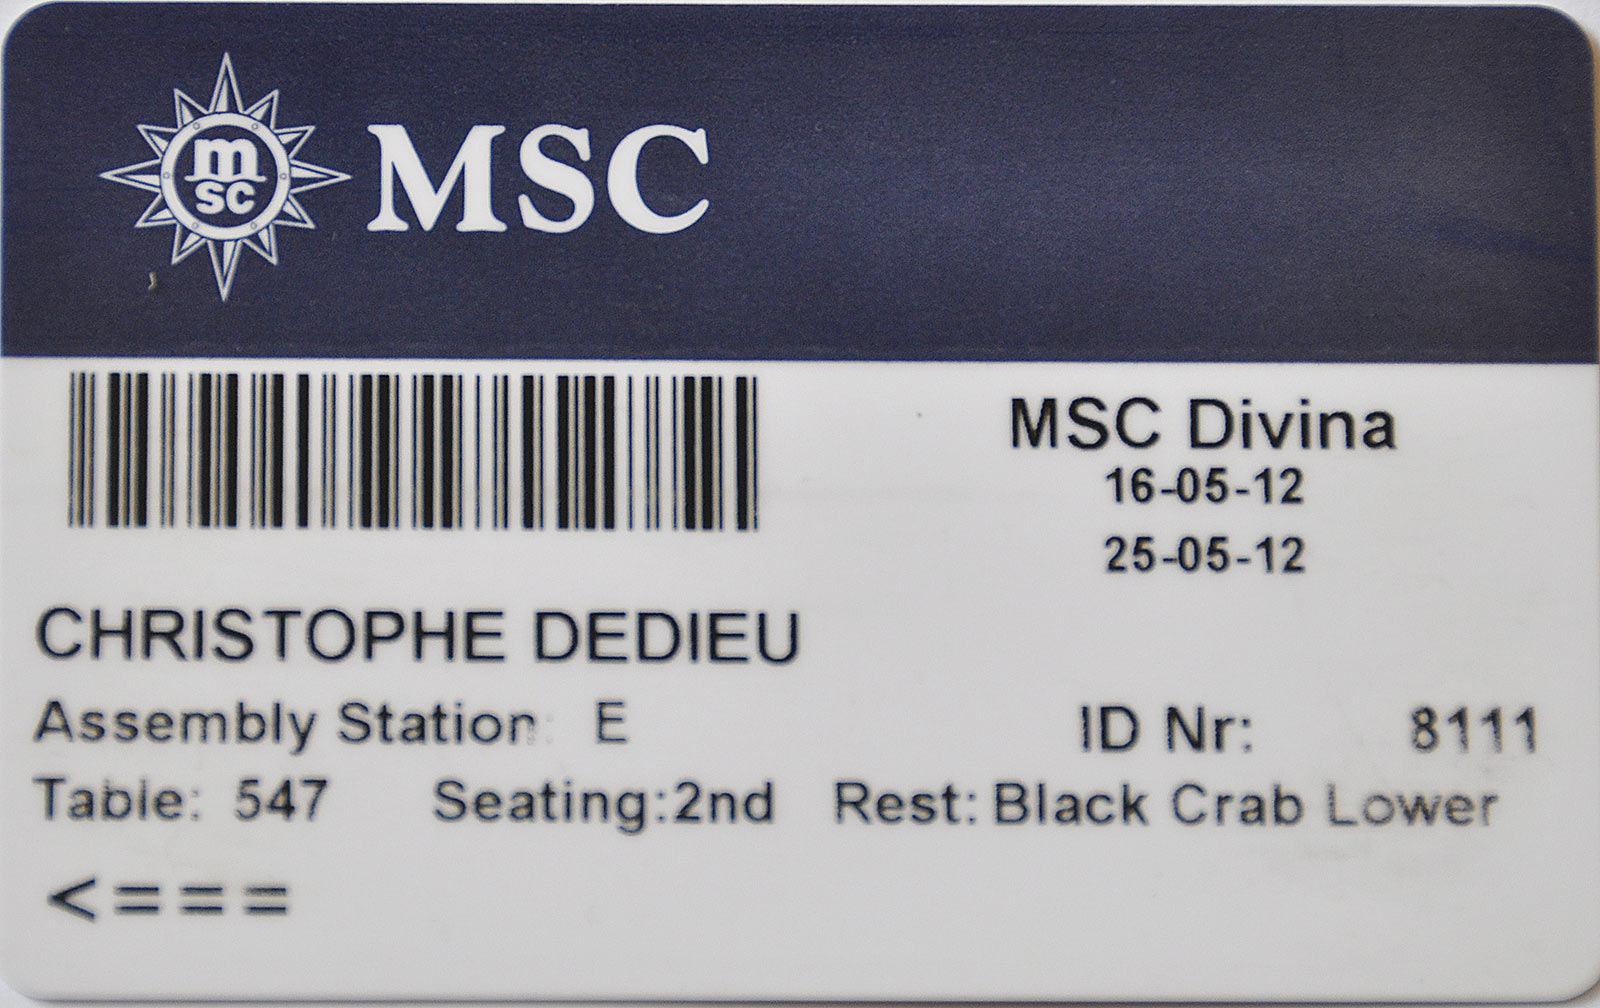 m
SC
MSC
MSC Divina
16-05-12
25-05-12
CHRISTOPHE DEDIEU
Assembly Station: E ID Nr: 8111
Table: 547 Seating:2nd Rest: Black Crab Lower
<===